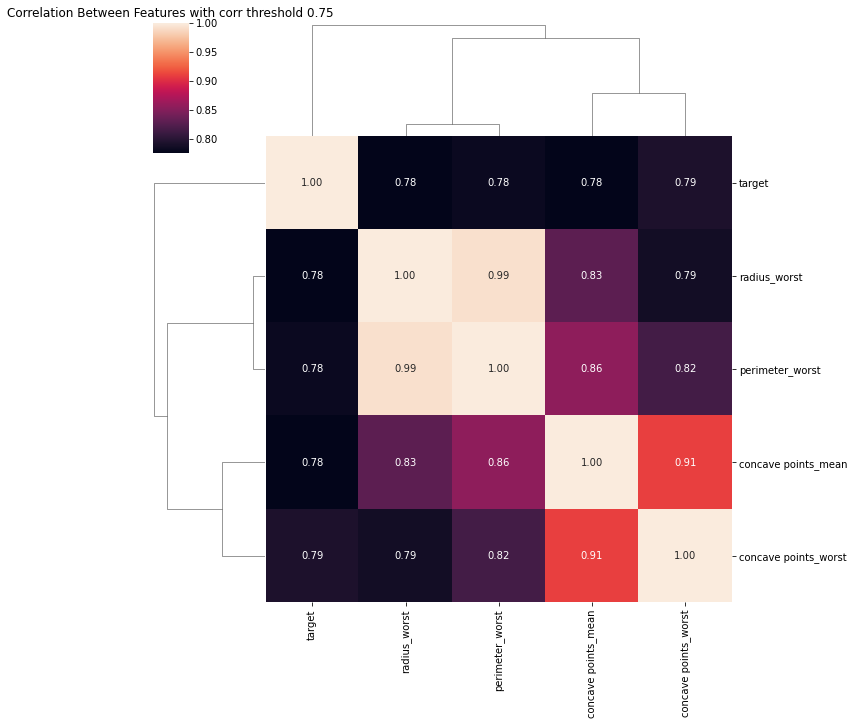 Correlation Between Features with corr threshold 0.75
1.00
0.95
0.90
0.85
0.80
1.00 0.78 0.78 0.78 0.79 target
0.78 1.00 0.99 0.83 0.79 radius_worst
0.78 0.99 1.00 0.86 0.82 perimeter_worst
0.78 0.83 0.86 1.00 0.91 concave points_mean
0.79 0.79 0.82 0.91 1.00 concave points_worst
target
radius_worst
perimeter_worst
concave points_mean
concave points_worst